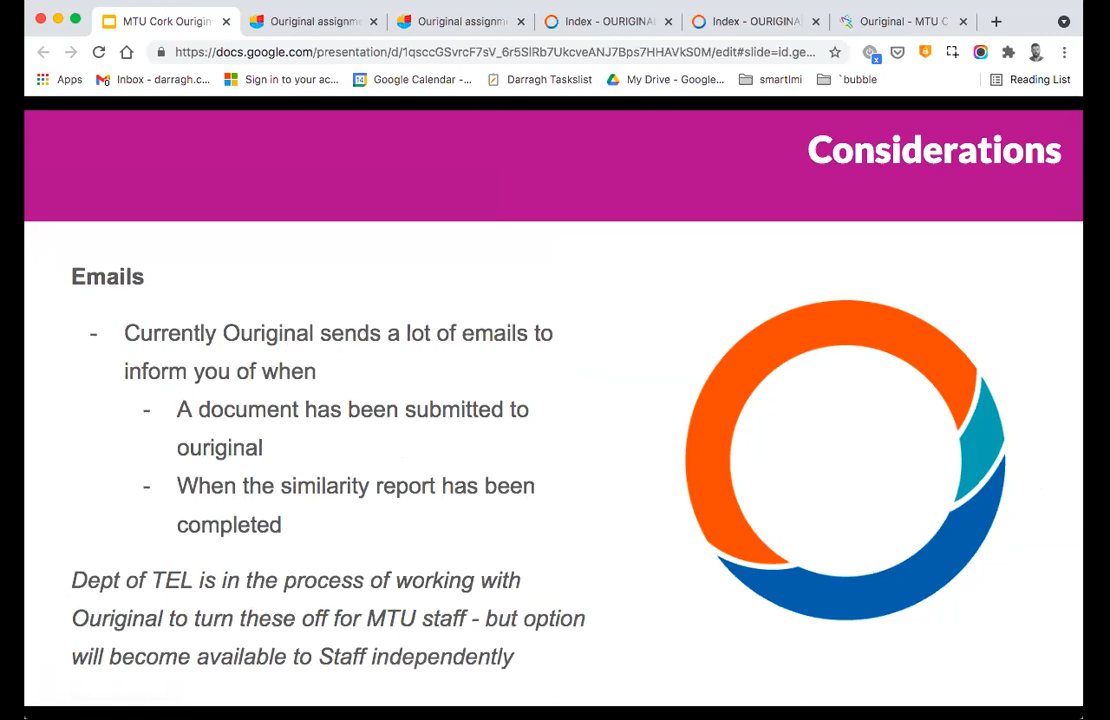 MTU Cork Ourigin
Ouriginal assignm
Ouriginal assignm
Index - OURIGINAL
Index - OURIGINAL
Ouriginal - MTU C
https://docs.google.com/presentation/d/1qsccGSvrcF7sV_6r5SlRb7UkcveANJ7Bps7HHAVkS0M/edit#slide=id.ge...
Apps
Inbox - darragh.c...
Sign in to your ac...
Google Calendar -...
Darragh Taskslist
My Drive - Google...
smartlmi
`bubble
Reading List
Considerations
Emails
- Currently Ouriginal sends a lot of emails to
inform you of when
- A document has been submitted to
ouriginal
- When the similarity report has been
completed
Dept of TEL is in the process of working with
Ouriginal to turn these off for MTU staff - but option
will become available to Staff independently